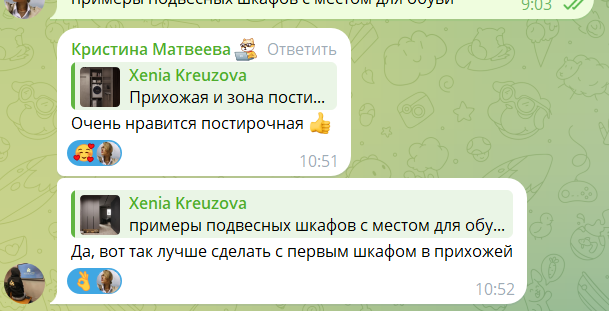 примеры подвесных шкафов с местом для обуви
9:03
Кристина Матвеева Ответить
Xenia Kreuzova
Прихожая и зона пости...
Очень нравится постирочная
10:51
Xenia Kreuzova
примеры подвесных шкафов с местом для обу...
Да, вот так лучше сделать с первым шкафом в прихожей
10:52